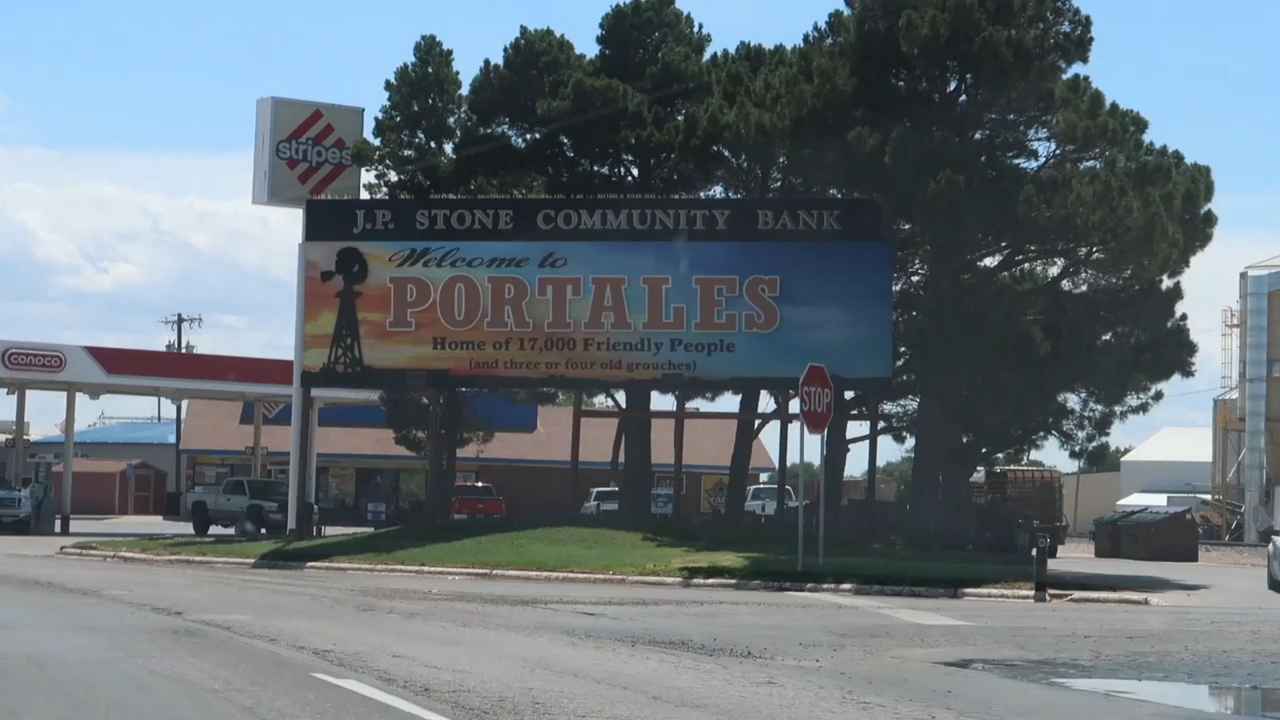 stripes
J.P. STONE COMMUNITY BANK
Welcome to
PORTALES
Home of 17,000 Friendly People
(and three or four old grouches)
conoco
STOP